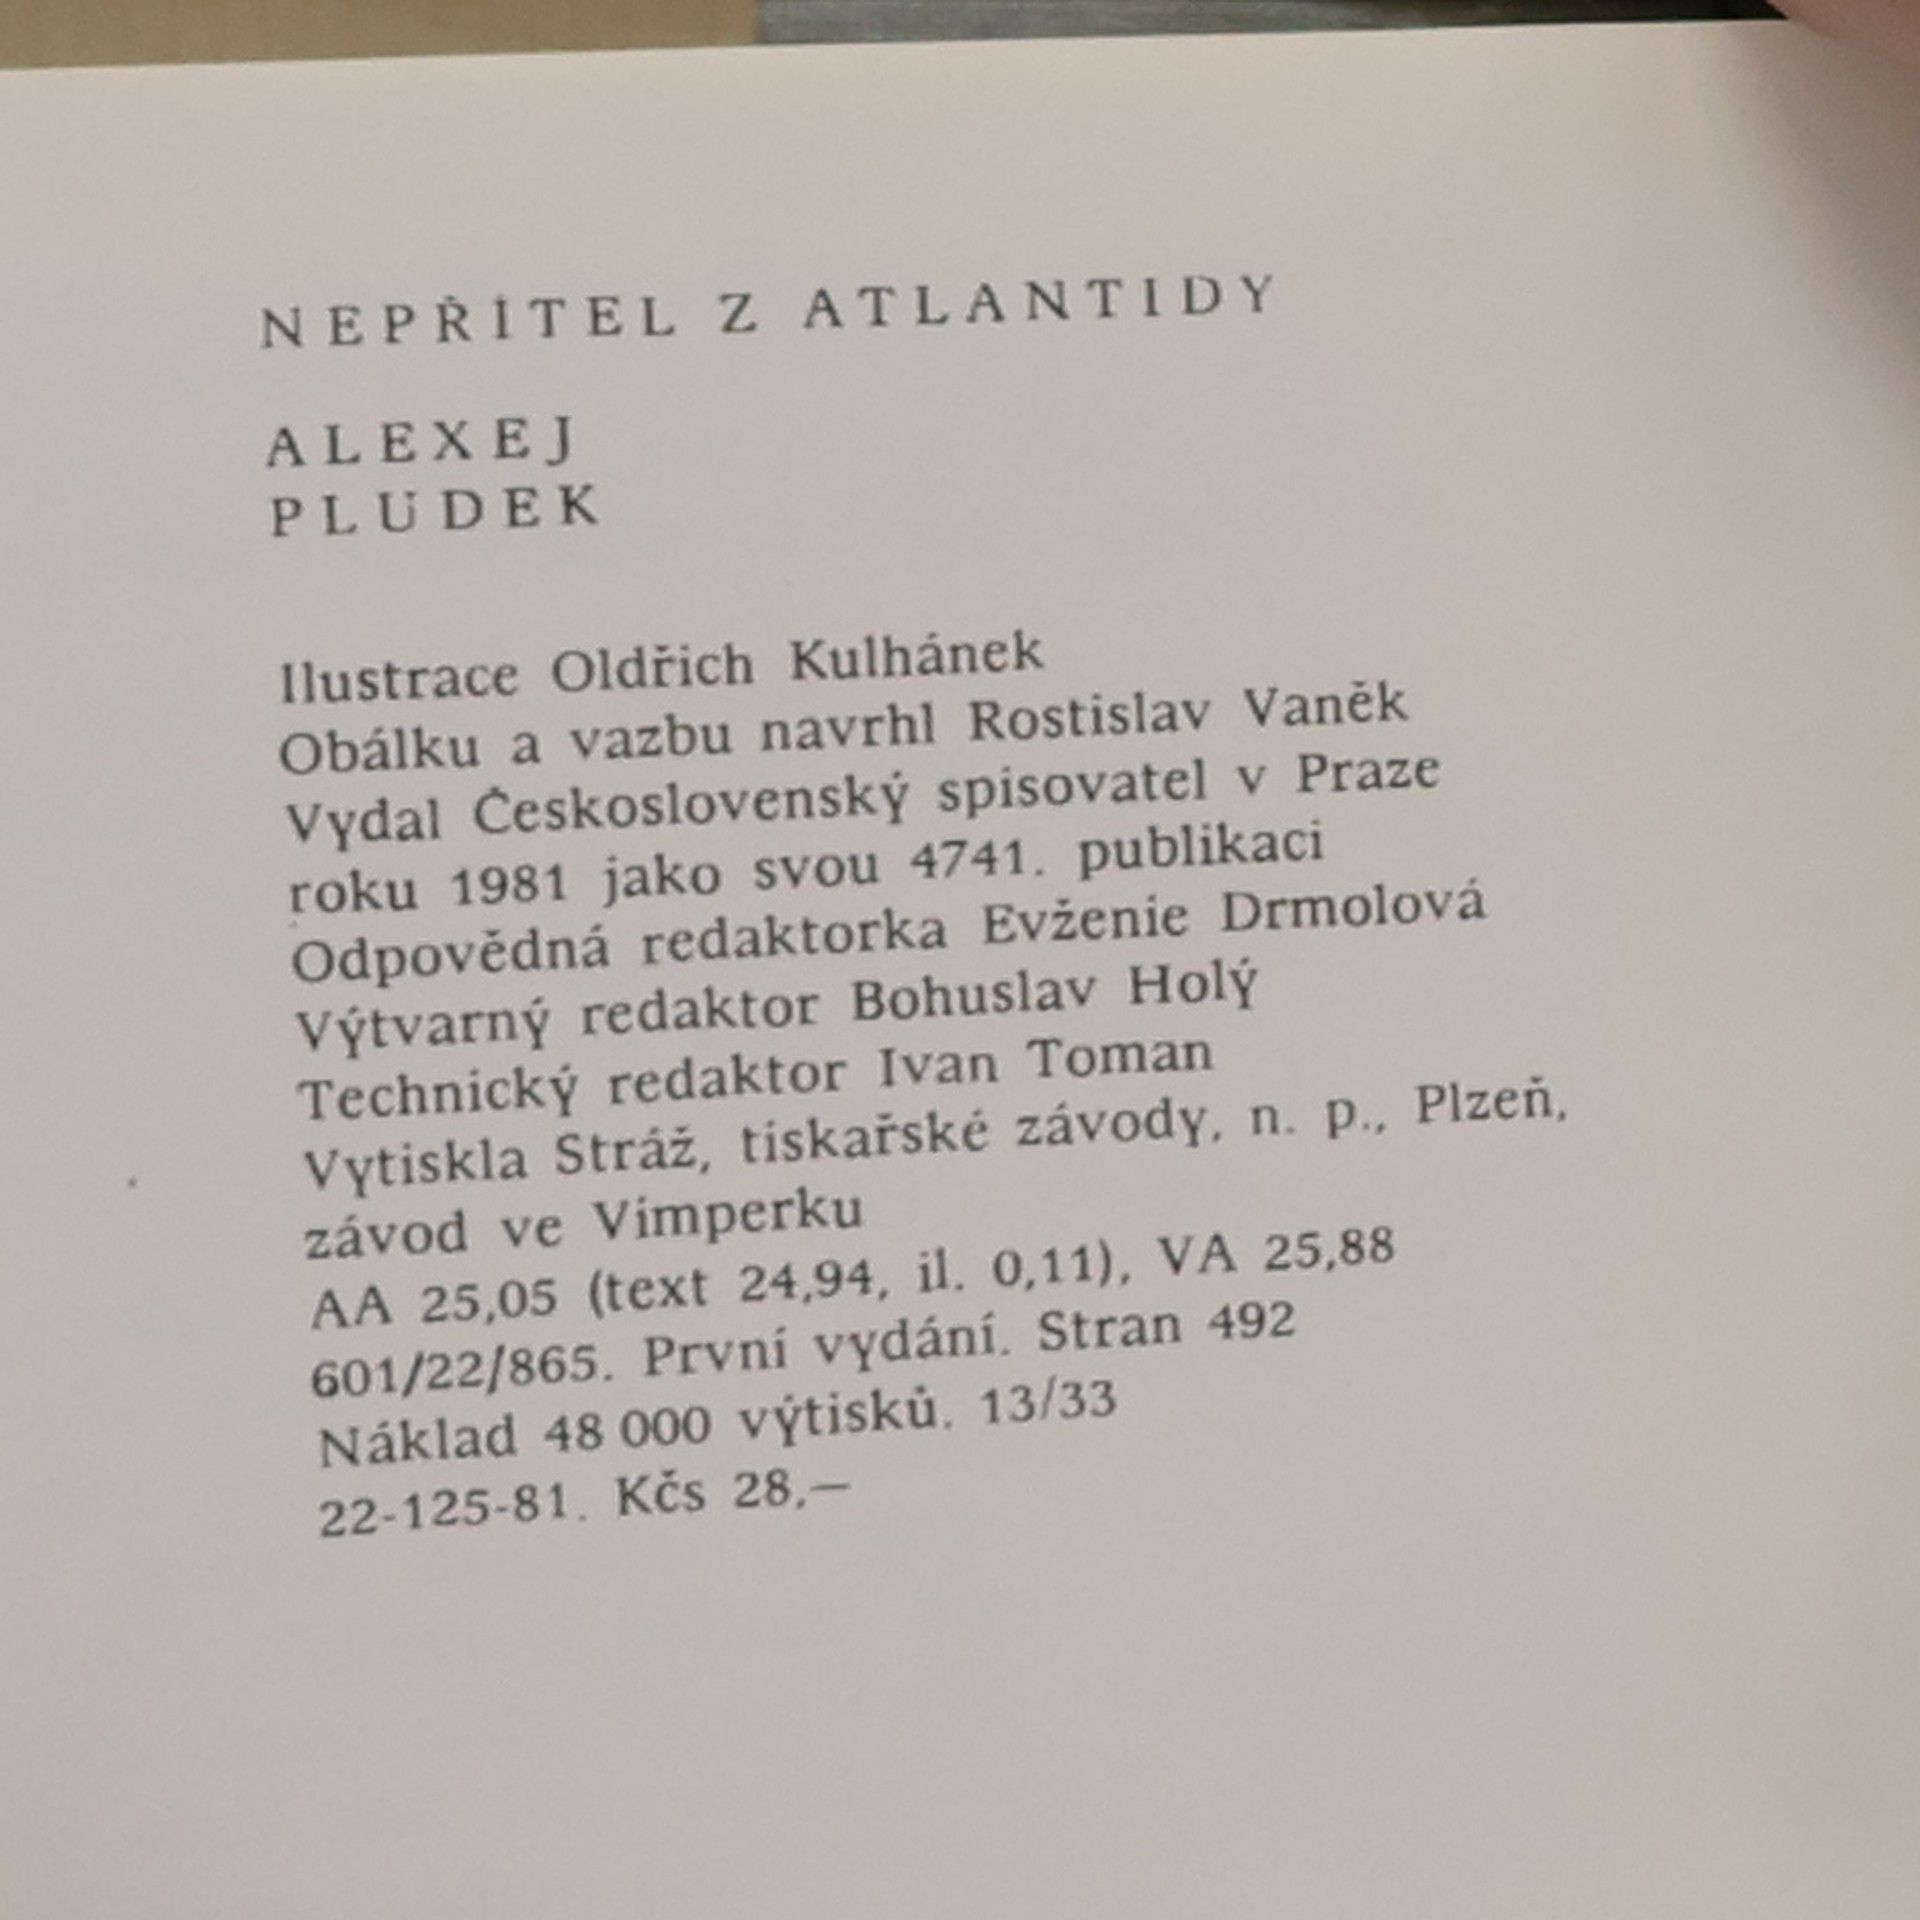 NEPŘÍTEL Z ATLANTIDY
ALEXEJ
PLUDEK
Ilustrace Oldřich Kulhánek
Obálku a vazbu navrhl Rostislav Vaněk
Vydal Československý spisovatel v Praze
roku 1981 jako svou 4741. publikaci
Odpovědná redaktorka Evženie Drmolová
Výtvarný redaktor Bohuslav Holý
Technický redaktor Ivan Toman
Vytiskla Stráž, tiskařské závody, n. p., Plzeň,
závod ve Vimperku
AA 25,05 (text 24,94, il. 0,11), VA 25,88
601/22/865. První vydání. Stran 492
Náklad 48 000 výtisků. 13/33
22-125-81. Kčs 28,—